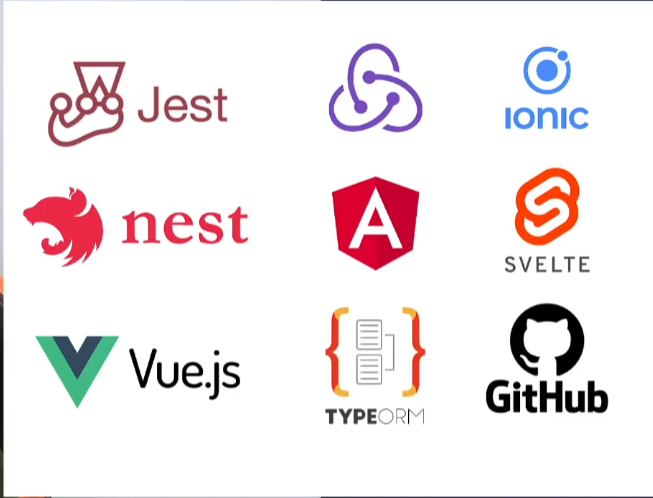 Jest
IONIC
nest
A
SVELTE
Vue.js
TYPEORM
GitHub